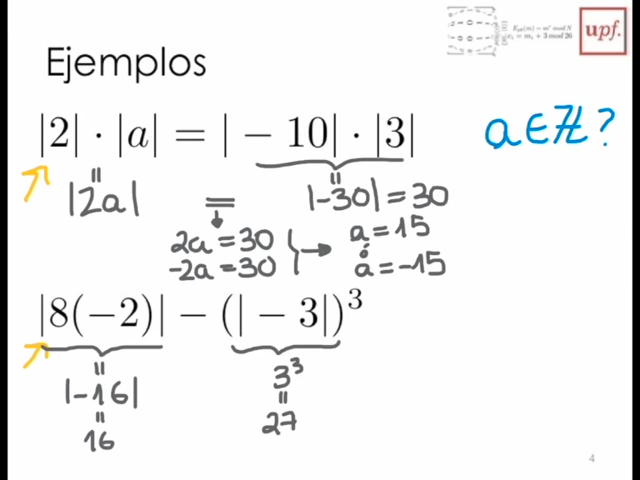 upf.
Ejemplos
|2| · |a| = | − 10| · |3|
a∈ℤ?
|2a| = |-30| = 30
2a = 30
-2a = 30
a = 15
ó
a = -15
|8(−2)| − (| − 3|)³
|-16|
16
3³
27
4